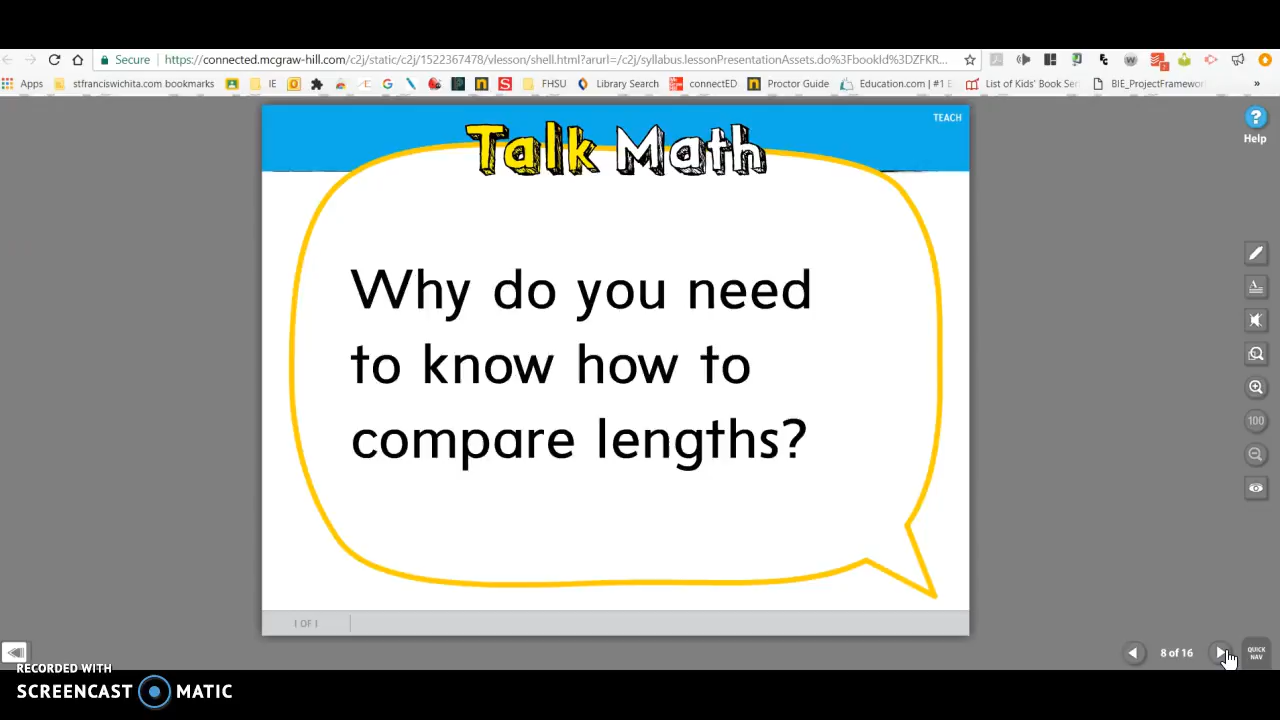 Secure
https://connected.mcgraw-hill.com/c2j/static/c2j/1522367478/vlesson/shell.html?arurl=/c2j/syllabus.lessonPresentationAssets.do%3FbookId%3DZFKR...
Apps stfranciswichita.com bookmarks IE FHSU Library Search connectED Proctor Guide Education.com | #1 E List of Kids' Book Ser BIE_ProjectFramewor »
TEACH
Help
Talk Math
Why do you need
to know how to
compare lengths?
100
1 OF 1
8 of 16
QUICK
NAV
RECORDED WITH
SCREENCAST MATIC